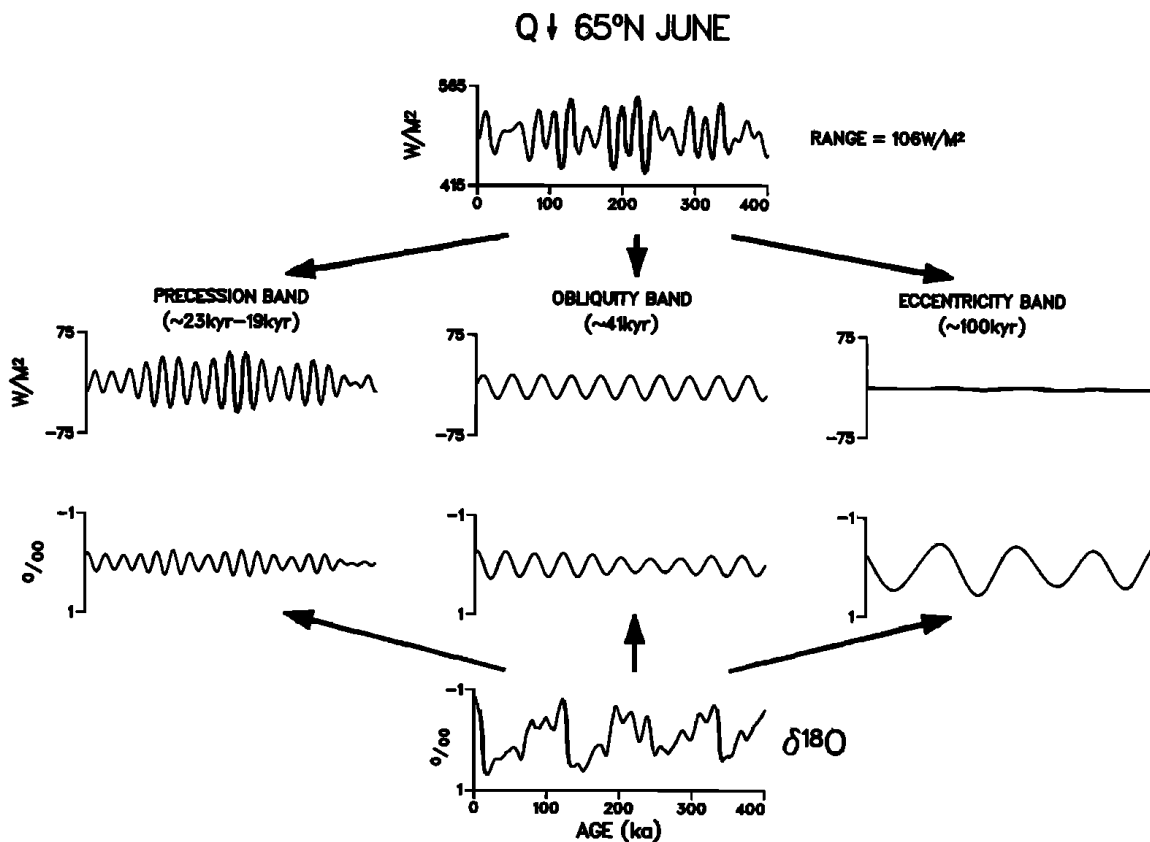 Q↓ 65°N JUNE
565
W/M²
RANGE = 106W/M²
415
0 100 200 300 400
PRECESSION BAND
(~23kyr-19kyr)
OBLIQUITY BAND
(~41kyr)
ECCENTRICITY BAND
(~100kyr)
75
W/M²
-75
75
-75
75
-75
-1
o/oo
1
-1
1
-1
1
-1
o/oo
1
δ18O
0 100 200 300 400
AGE (ka)